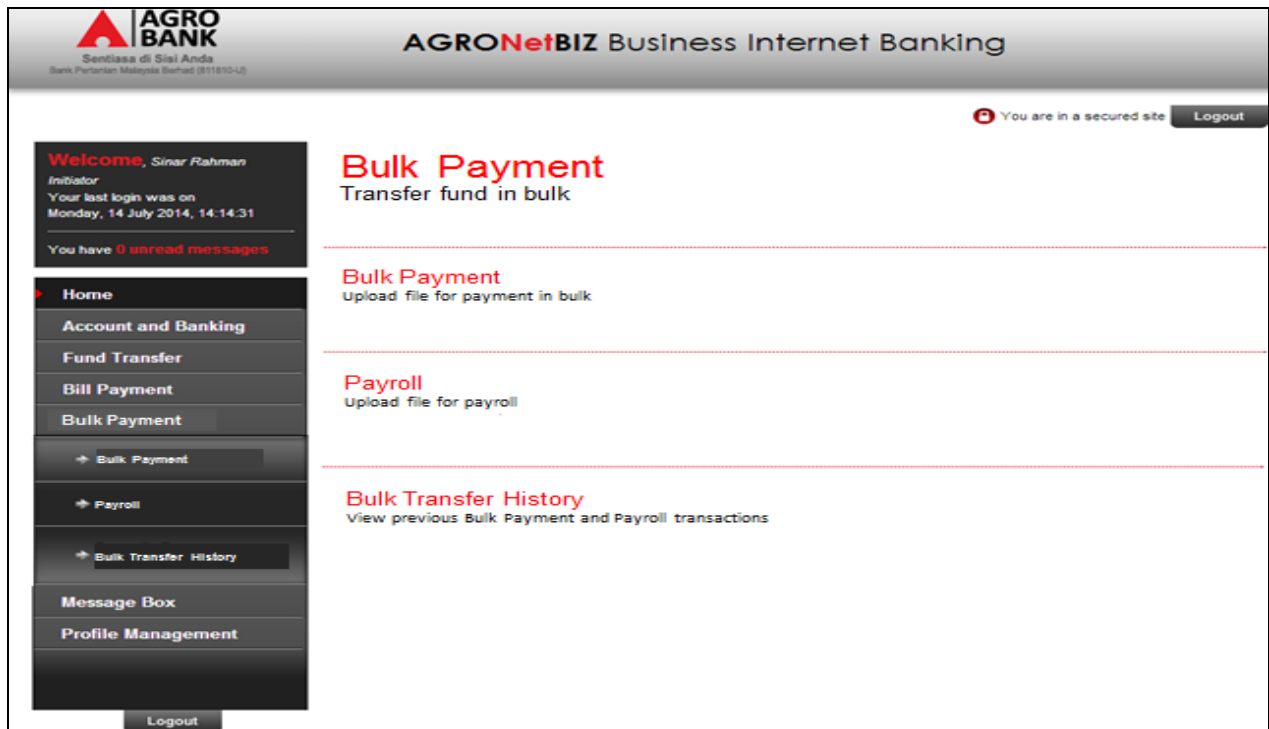 AGRO
BANK
Sentiasa di Sisi Anda
Bank Pertanian Malaysia Berhad (811810-U)
AGRONetBIZ Business Internet Banking
You are in a secured site
Logout
Welcome, Sinar Rahman
Initiator
Your last login was on
Monday, 14 July 2014, 14:14:31
You have 0 unread messages
Home
Account and Banking
Fund Transfer
Bill Payment
Bulk Payment
Bulk Payment
Payroll
Bulk Transfer History
Message Box
Profile Management
Logout
Bulk Payment
Transfer fund in bulk
Bulk Payment
Upload file for payment in bulk
Payroll
Upload file for payroll
Bulk Transfer History
View previous Bulk Payment and Payroll transactions